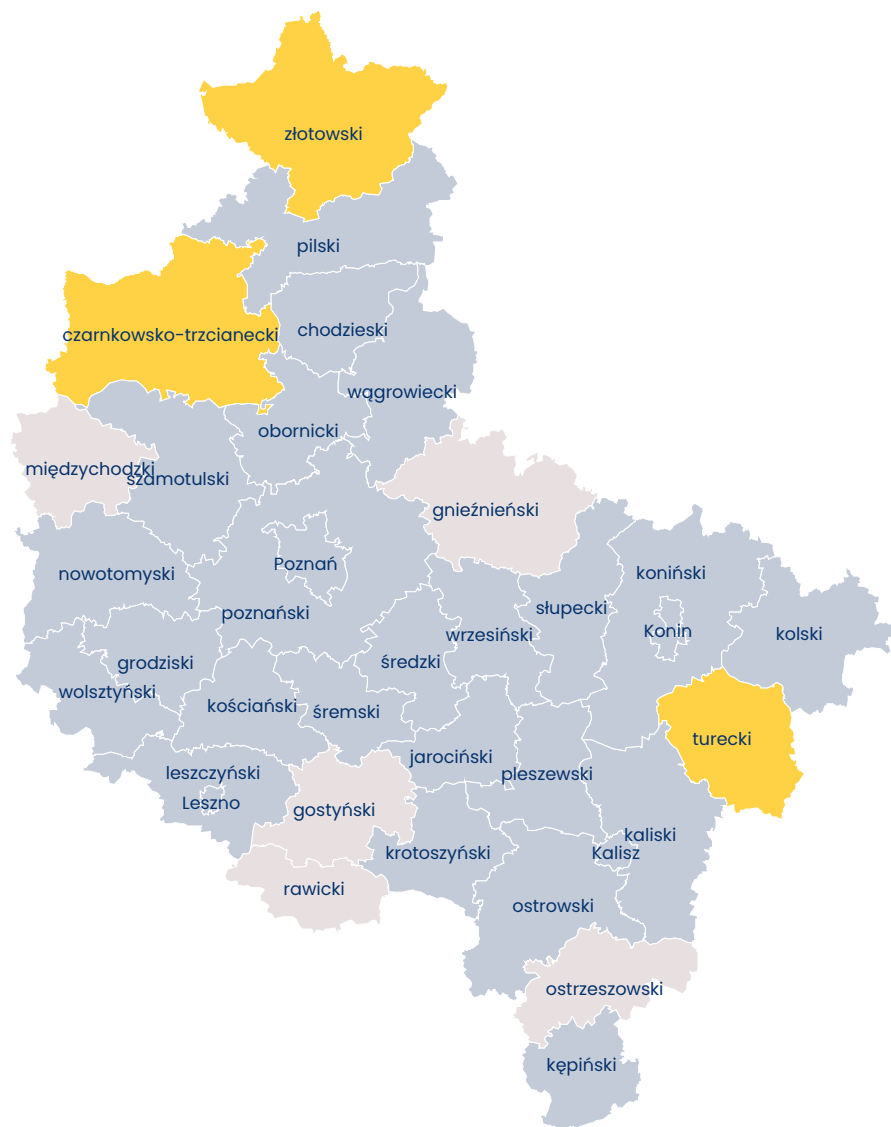 złotowski
pilski
chodzieski
czarnkowsko-trzcianecki
wągrowiecki
obornicki
międzychodzki
szamotulski
gnieźnieński
Poznań
nowotomyski
koniński
słupecki
poznański
Konin
wrzesiński
kolski
grodziski
średzki
wolsztyński
kościański
śremski
turecki
jarociński
leszczyński
pleszewski
Leszno
gostyński
kaliski
krotoszyński
Kalisz
rawicki
ostrowski
ostrzeszowski
kępiński